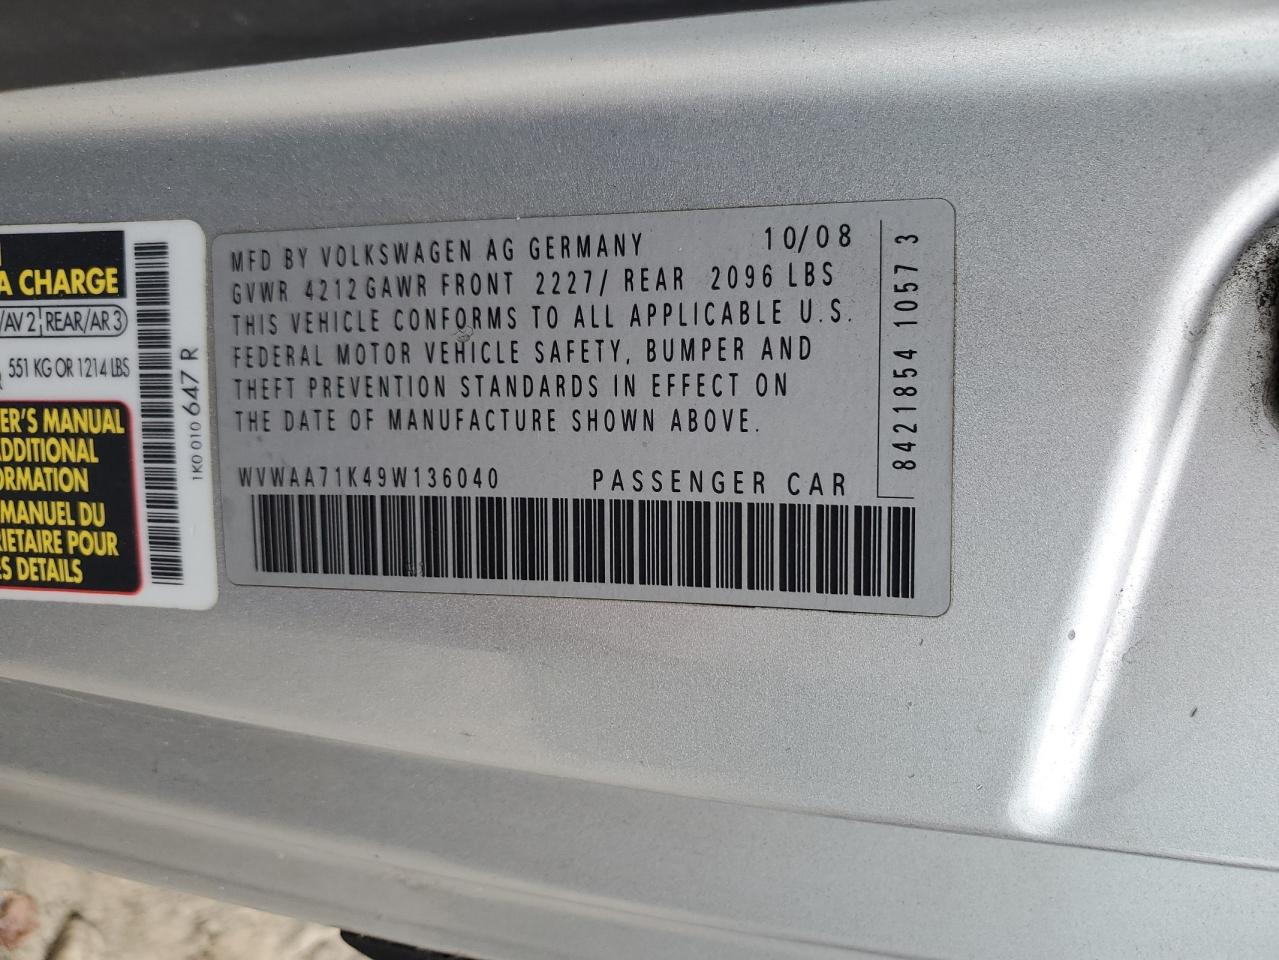 A CHARGE
/AV 2 REAR/AR 3
551 KG OR 1214 LBS
ER'S MANUAL
ADDITIONAL
ORMATION
MANUEL DU
RIETAIRE POUR
ES DETAILS
1K0 010 647 R
MFD BY VOLKSWAGEN AG GERMANY 10/08
GVWR 4212 GAWR FRONT 2227/ REAR 2096 LBS
THIS VEHICLE CONFORMS TO ALL APPLICABLE U.S.
FEDERAL MOTOR VEHICLE SAFETY, BUMPER AND
THEFT PREVENTION STANDARDS IN EFFECT ON
THE DATE OF MANUFACTURE SHOWN ABOVE.
WVWAA71K49W136040 PASSENGER CAR
8421854 10573